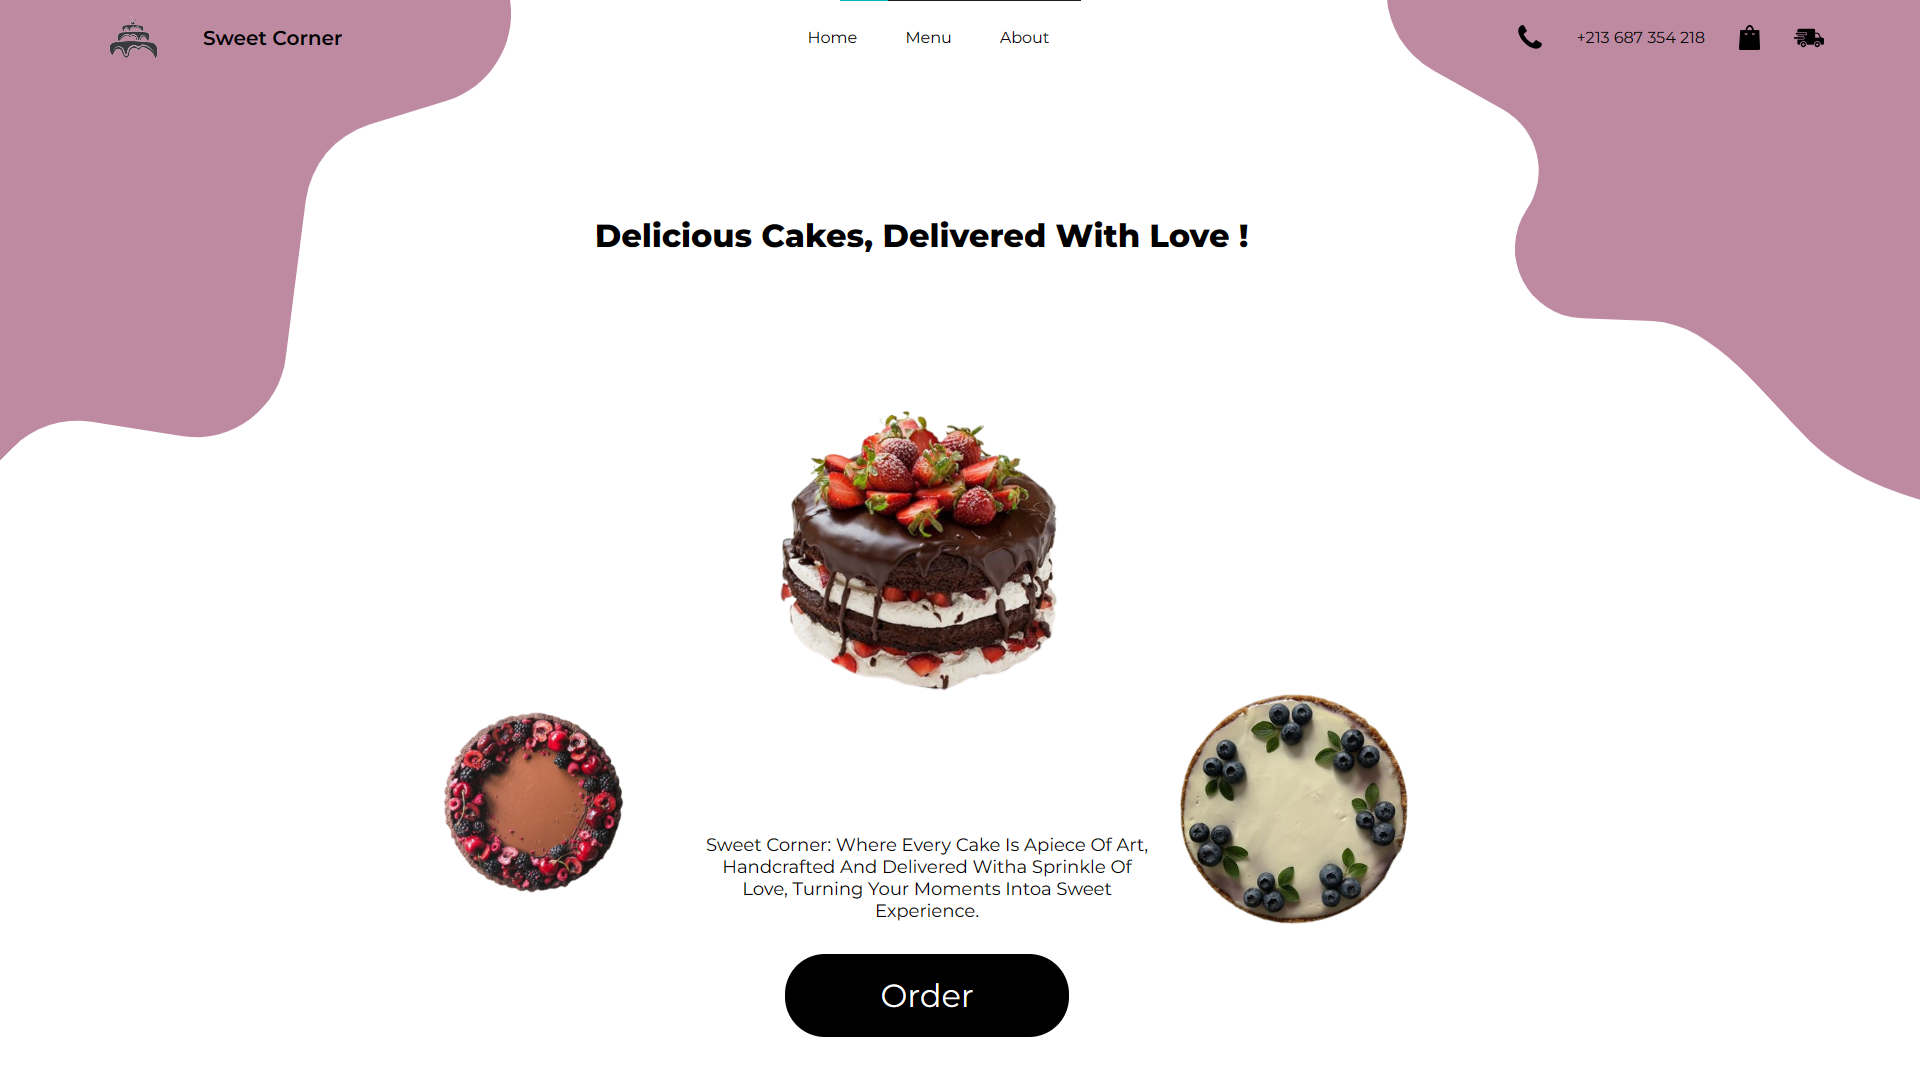 Sweet Corner
Home
Menu
About
+213 687 354 218
Delicious Cakes, Delivered With Love !
Sweet Corner: Where Every Cake Is Apiece Of Art,
Handcrafted And Delivered Witha Sprinkle Of
Love, Turning Your Moments Intoa Sweet
Experience.
Order